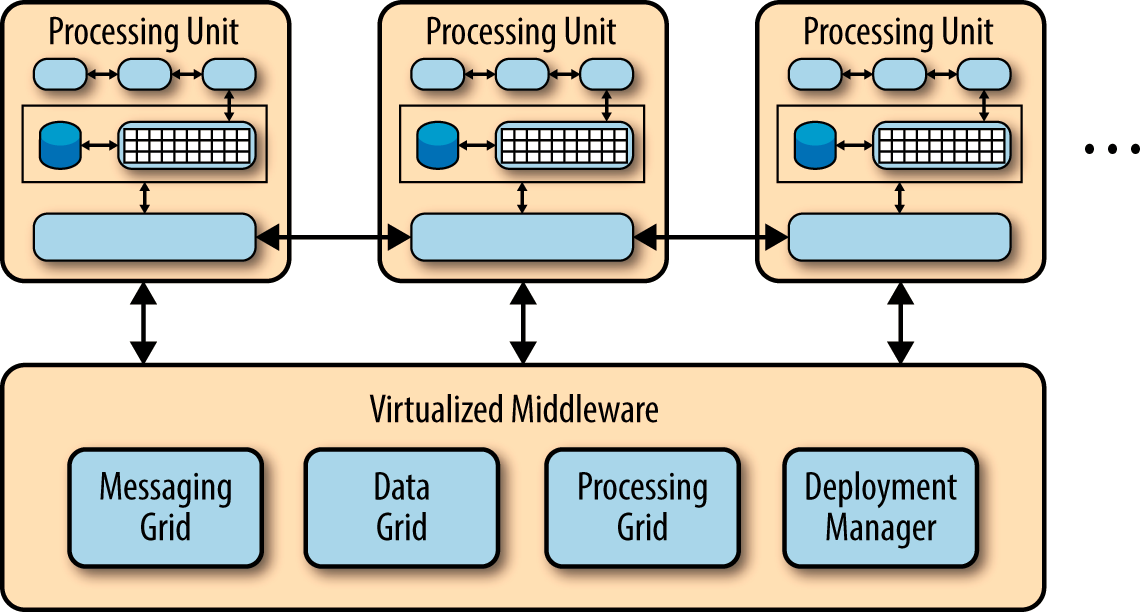 Processing Unit
Processing Unit
Processing Unit
...
Virtualized Middleware
Messaging
Grid
Data
Grid
Processing
Grid
Deployment
Manager